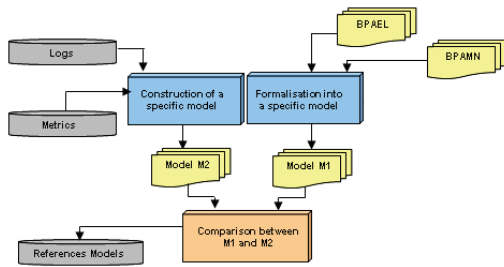 BPAEL
Logs
BPAMN
Construction of a
specific model
Formalisation into
a specific model
Metrics
Model M2
Model M1
Comparison between
M1 and M2
References Models